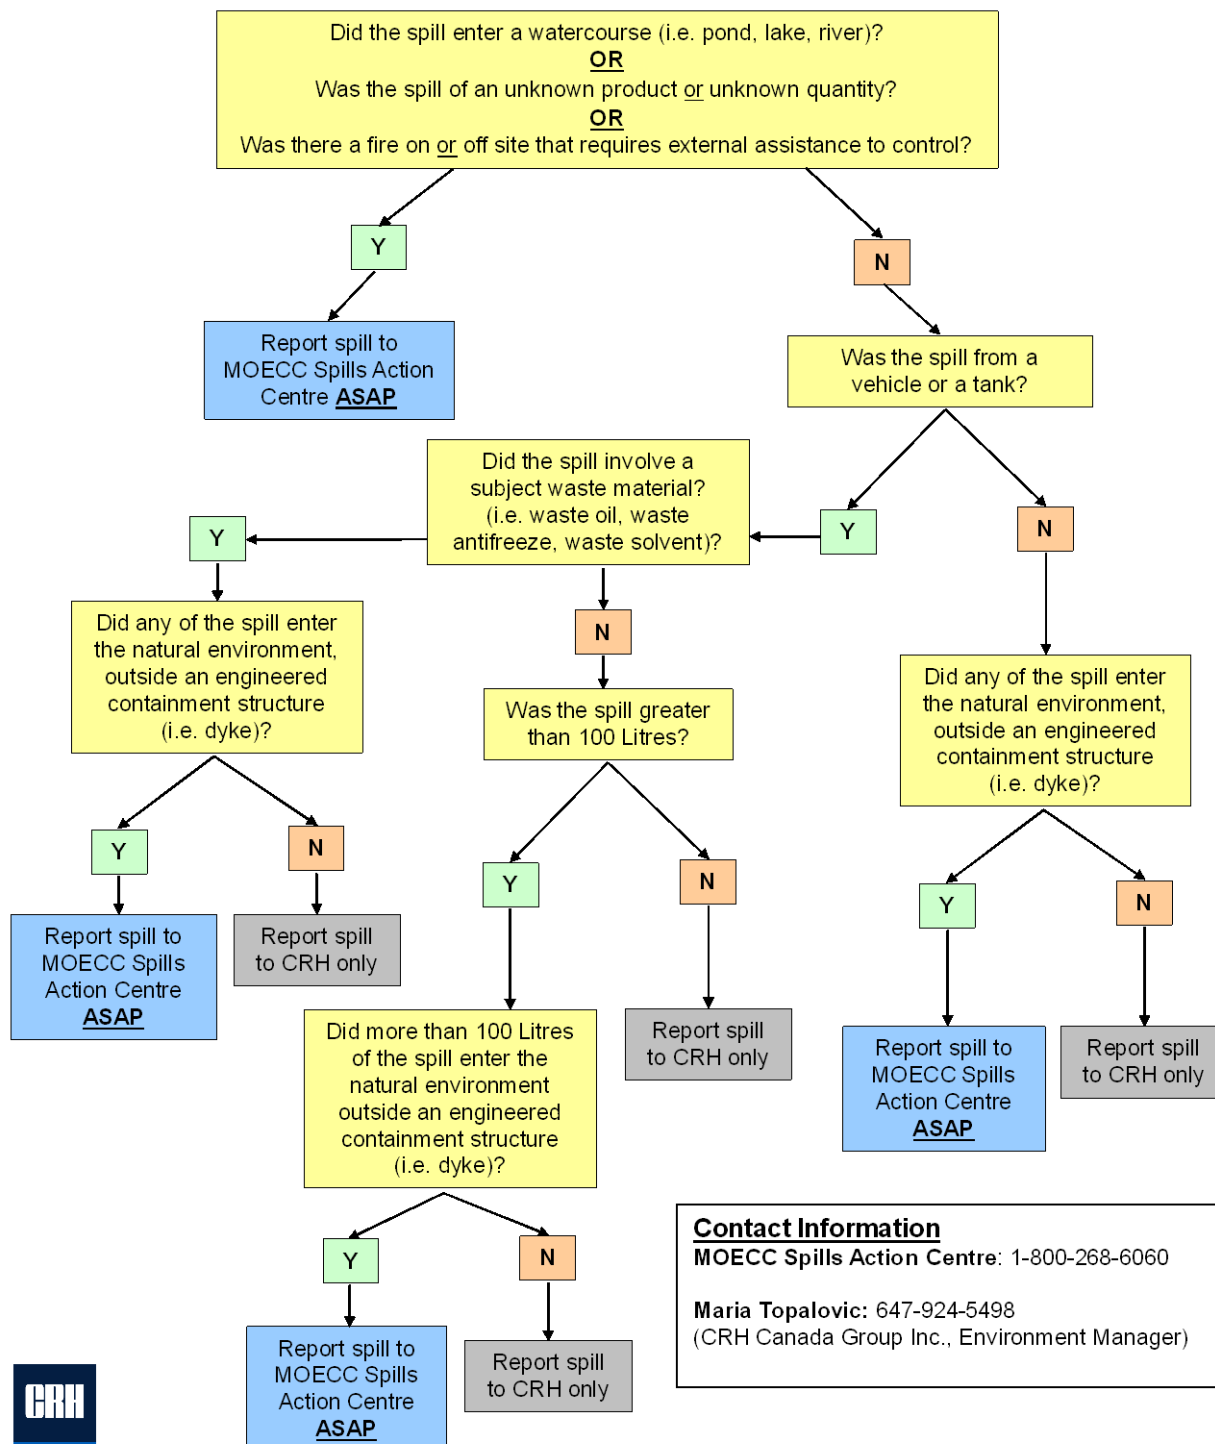 Did the spill enter a watercourse (i.e. pond, lake, river)?
OR
Was the spill of an unknown product or unknown quantity?
OR
Was there a fire on or off site that requires external assistance to control?
Y
N
Report spill to
MOECC Spills Action
Centre ASAP
Was the spill from a
vehicle or a tank?
Did the spill involve a
subject waste material?
(i.e. waste oil, waste
antifreeze, waste solvent)?
Y
N
Y
N
Did any of the spill enter
the natural environment,
outside an engineered
containment structure
(i.e. dyke)?
Was the spill greater
than 100 Litres?
Did any of the spill enter
the natural environment,
outside an engineered
containment structure
(i.e. dyke)?
Y
N
Y
N
Y
N
Report spill to
MOECC Spills
Action Centre
ASAP
Report spill
to CRH only
Did more than 100 Litres
of the spill enter the
natural environment
outside an engineered
containment structure
(i.e. dyke)?
Report spill
to CRH only
Report spill to
MOECC Spills
Action Centre
ASAP
Report spill
to CRH only
Y
N
Report spill to
MOECC Spills
Action Centre
ASAP
Report spill
to CRH only
Contact Information
MOECC Spills Action Centre: 1-800-268-6060
Maria Topalovic: 647-924-5498
(CRH Canada Group Inc., Environment Manager)
CRH